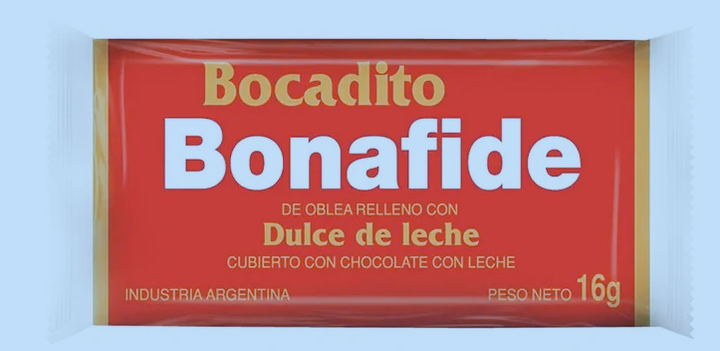 Bocadito
Bonafide
DE OBLEA RELLENO CON
Dulce de leche
CUBIERTO CON CHOCOLATE CON LECHE
INDUSTRIA ARGENTINA
PESO NETO 16g